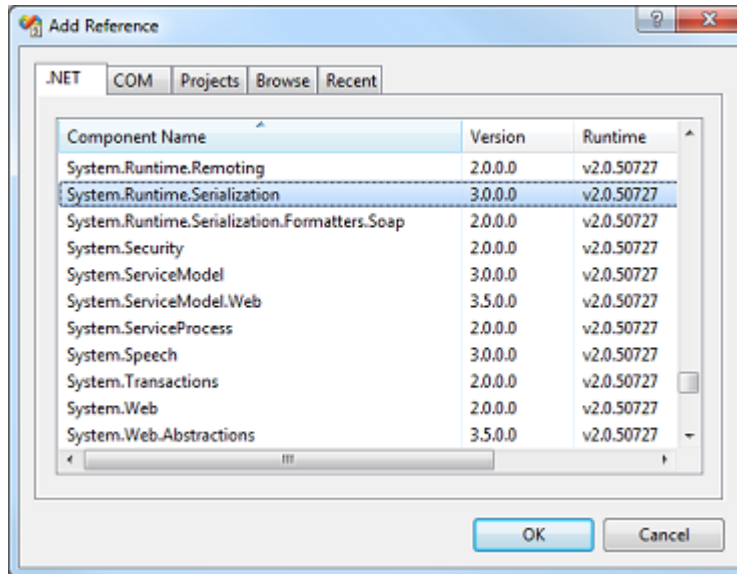 Add Reference
.NET COM Projects Browse Recent
Component Name Version Runtime
System.Runtime.Remoting 2.0.0.0 v2.0.50727
System.Runtime.Serialization 3.0.0.0 v2.0.50727
System.Runtime.Serialization.Formatters.Soap 2.0.0.0 v2.0.50727
System.Security 2.0.0.0 v2.0.50727
System.ServiceModel 3.0.0.0 v2.0.50727
System.ServiceModel.Web 3.5.0.0 v2.0.50727
System.ServiceProcess 2.0.0.0 v2.0.50727
System.Speech 3.0.0.0 v2.0.50727
System.Transactions 2.0.0.0 v2.0.50727
System.Web 2.0.0.0 v2.0.50727
System.Web.Abstractions 3.5.0.0 v2.0.50727
OK Cancel